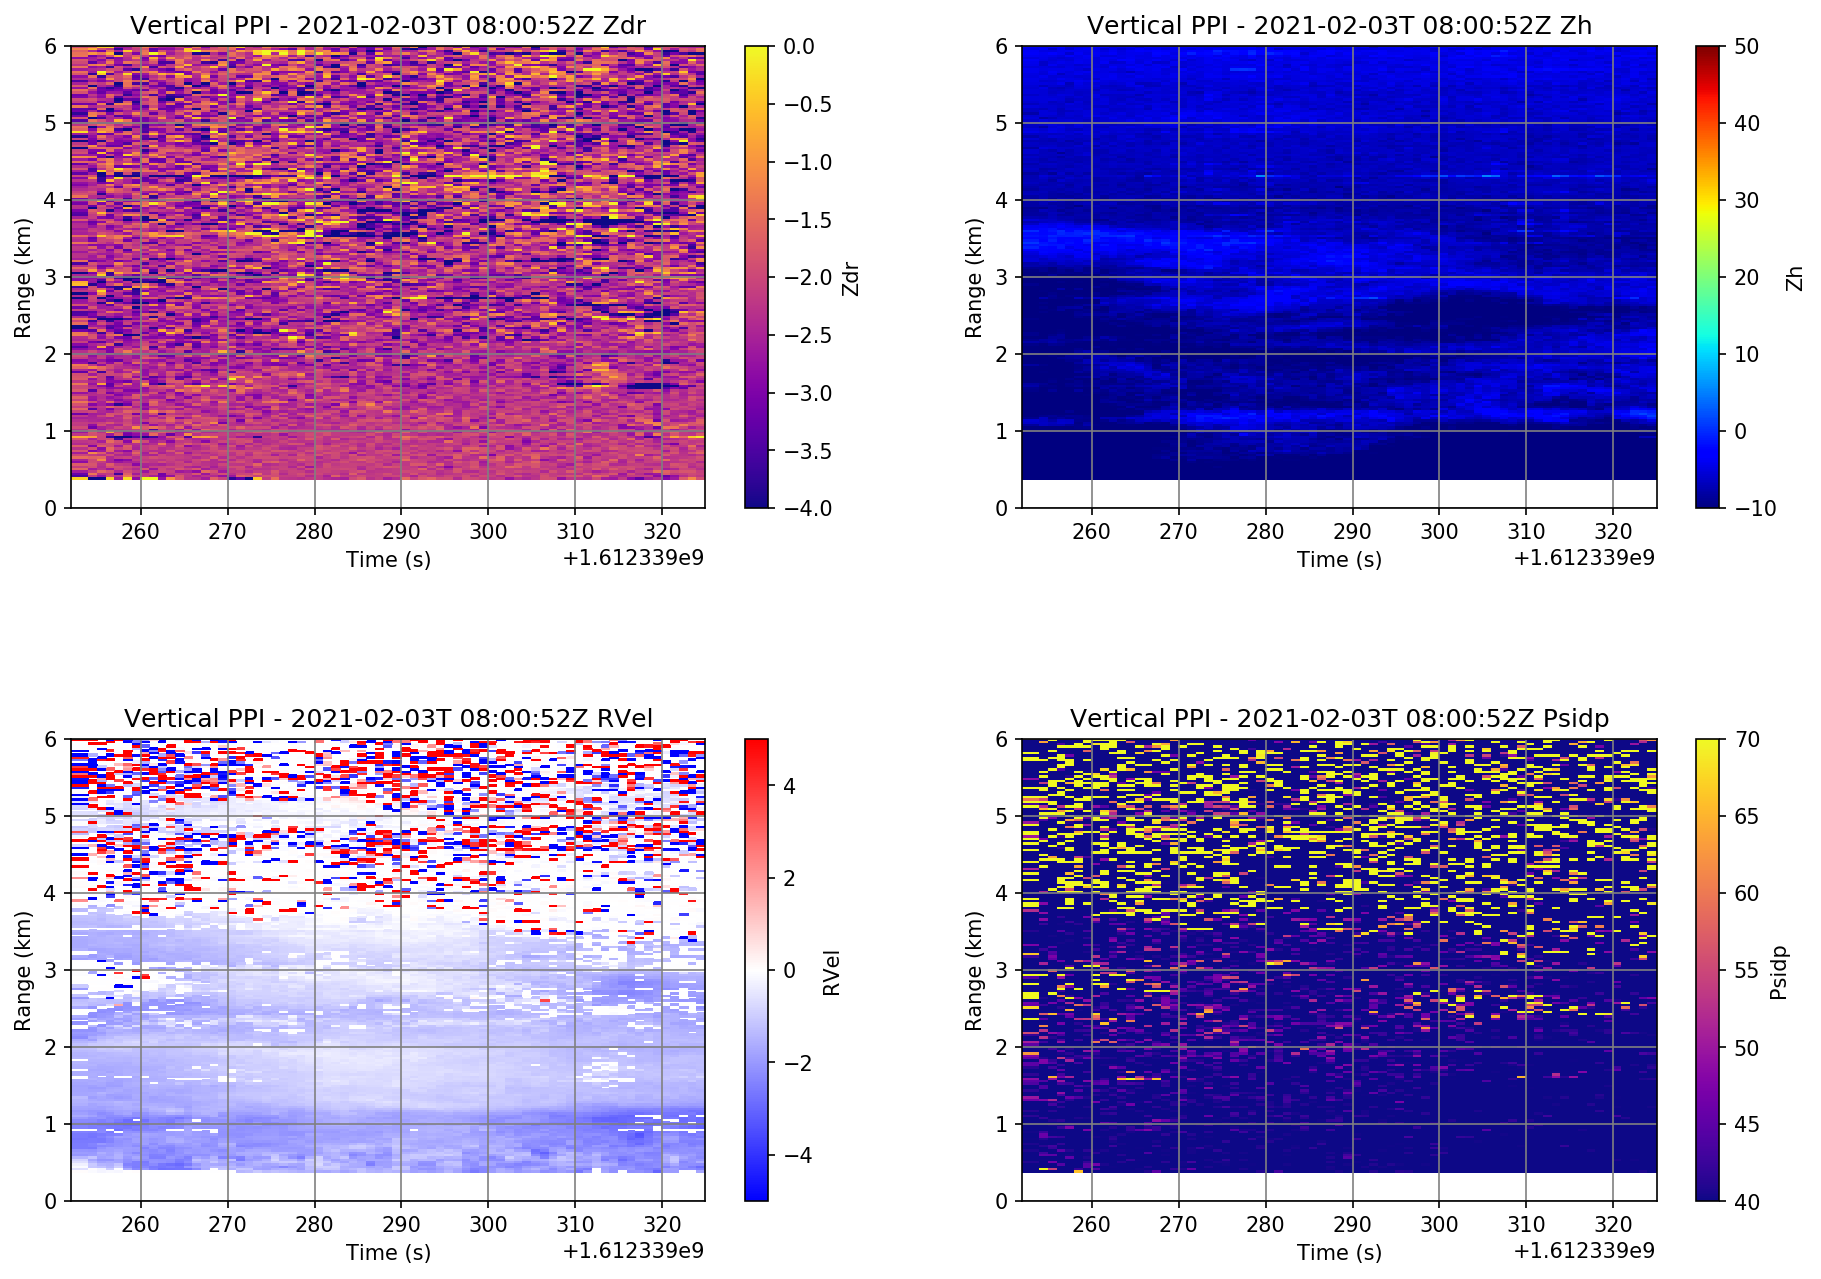 Vertical PPI - 2021-02-03T 08:00:52Z Zdr
6
5
4
3
2
1
0
Range (km)
260 270 280 290 300 310 320
Time (s)
+1.612339e9
0.0
−0.5
−1.0
−1.5
−2.0
−2.5
−3.0
−3.5
−4.0
Zdr
Vertical PPI - 2021-02-03T 08:00:52Z Zh
6
5
4
3
2
1
0
Range (km)
260 270 280 290 300 310 320
Time (s)
+1.612339e9
50
40
30
20
10
0
−10
Zh
Vertical PPI - 2021-02-03T 08:00:52Z RVel
6
5
4
3
2
1
0
Range (km)
260 270 280 290 300 310 320
Time (s)
+1.612339e9
4
2
0
−2
−4
RVel
Vertical PPI - 2021-02-03T 08:00:52Z Psidp
6
5
4
3
2
1
0
Range (km)
260 270 280 290 300 310 320
Time (s)
+1.612339e9
70
65
60
55
50
45
40
Psidp